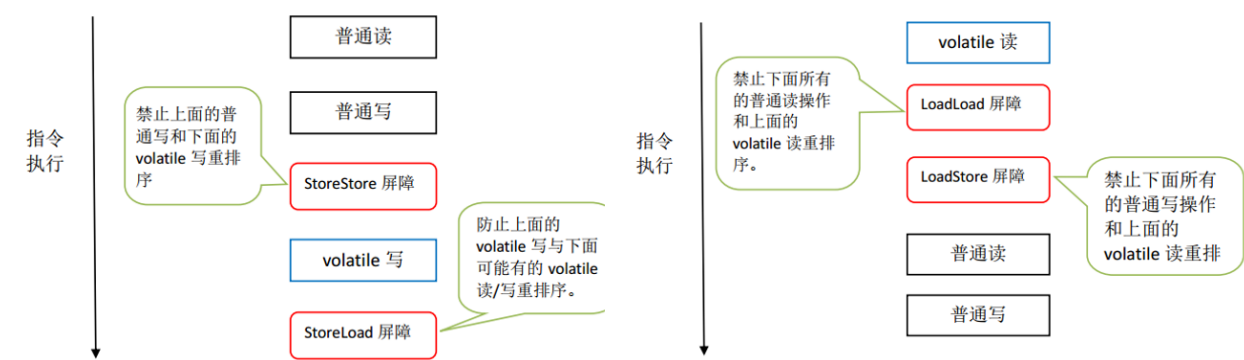 普通读
普通写
禁止上面的普
通写和下面的
volatile 写重排
序
指令
执行
StoreStore 屏障
防止上面的
volatile 写与下面
可能有的 volatile
读/写重排序。
volatile 写
StoreLoad 屏障
volatile 读
禁止下面所有
的普通读操作
和上面的
volatile 读重排
序。
LoadLoad 屏障
指令
执行
LoadStore 屏障
禁止下面所有
的普通写操作
和上面的
volatile 读重排
普通读
普通写